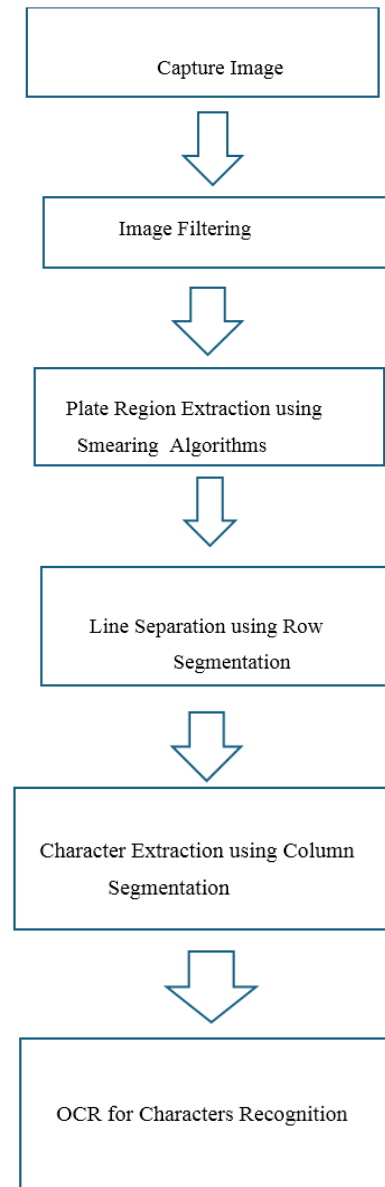 Capture Image
Image Filtering
Plate Region Extraction using
Smearing Algorithms
Line Separation using Row
Segmentation
Character Extraction using Column
Segmentation
OCR for Characters Recognition